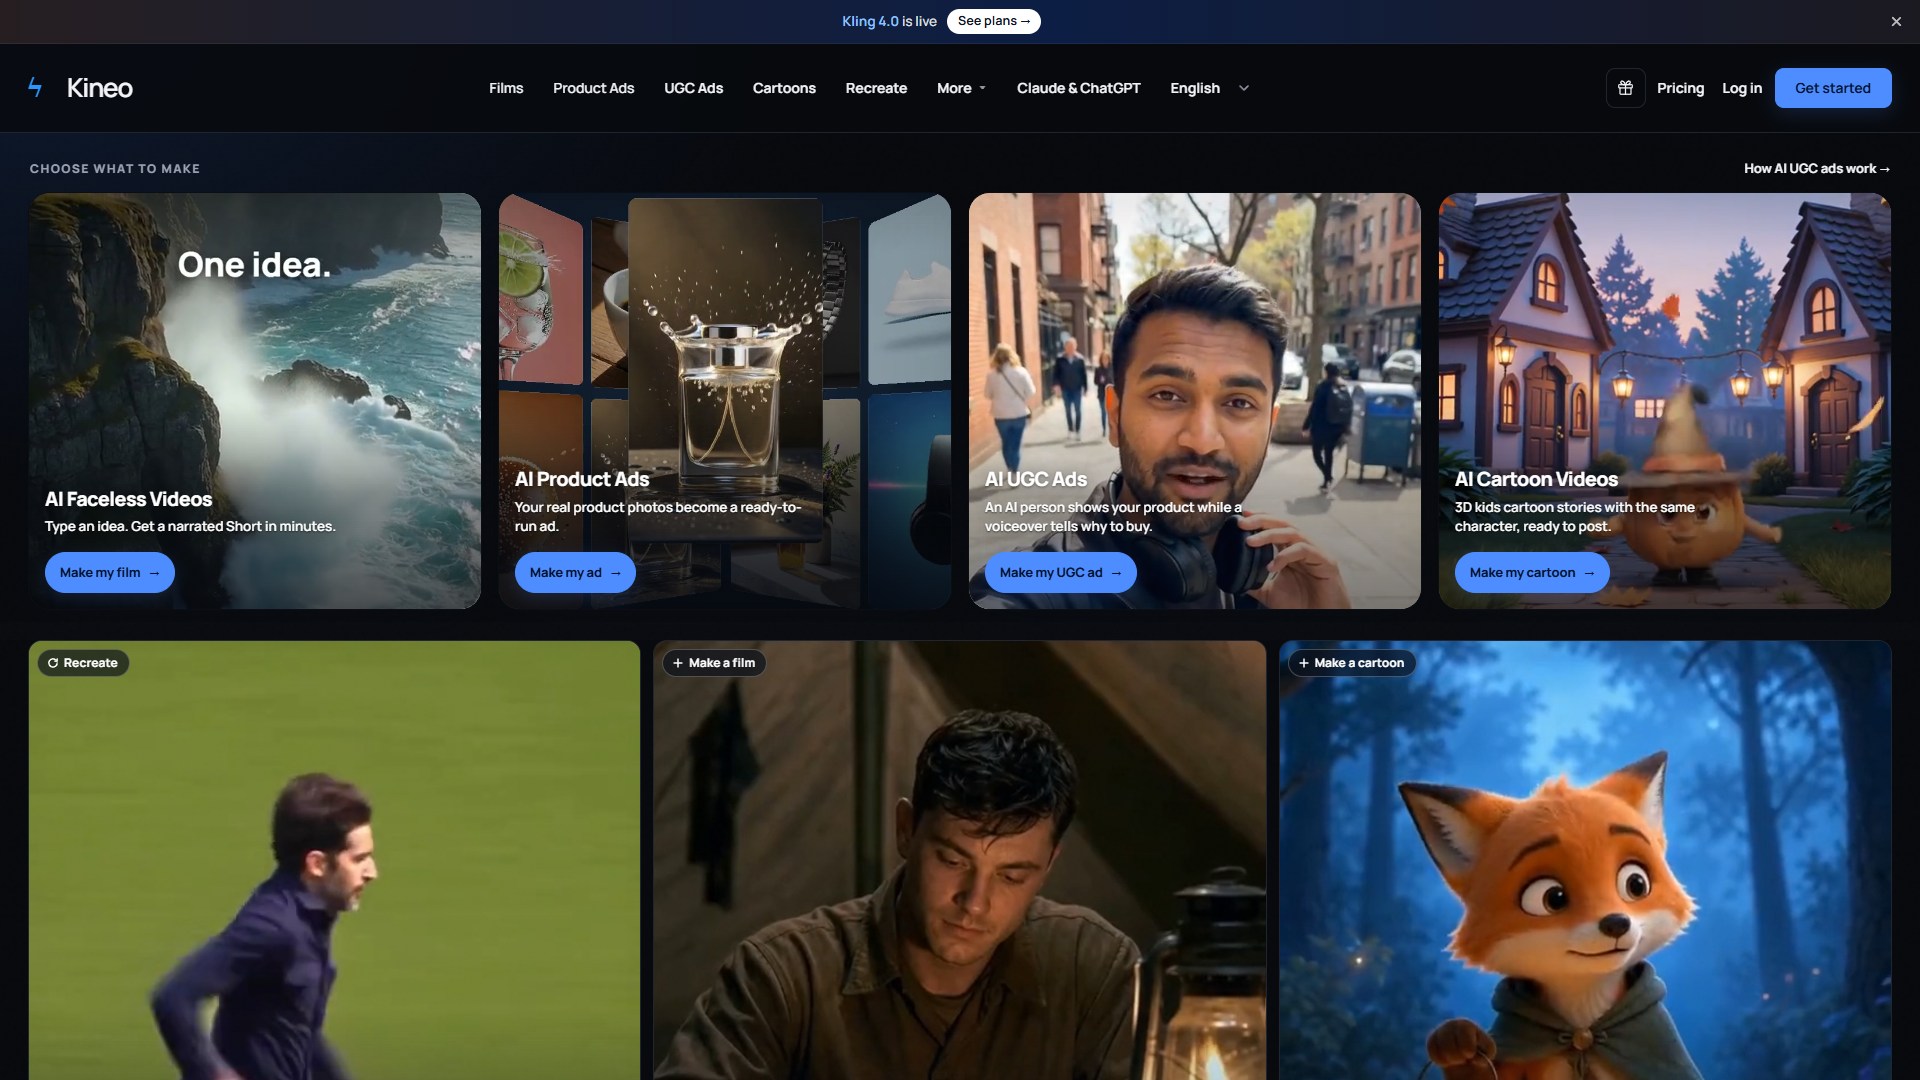 Kling 4.0 is live See plans →
Kineo
Films Product Ads UGC Ads Cartoons Recreate More Claude & ChatGPT English
Pricing Log in Get started
CHOOSE WHAT TO MAKE
How AI UGC ads work →
One idea.
AI Faceless Videos
Type an idea. Get a narrated Short in minutes.
Make my film →
AI Product Ads
Your real product photos become a ready-to-
run ad.
Make my ad →
AI UGC Ads
An AI person shows your product while a
voiceover tells why to buy.
Make my UGC ad →
AI Cartoon Videos
3D kids cartoon stories with the same
character, ready to post.
Make my cartoon →
Recreate
+ Make a film
+ Make a cartoon